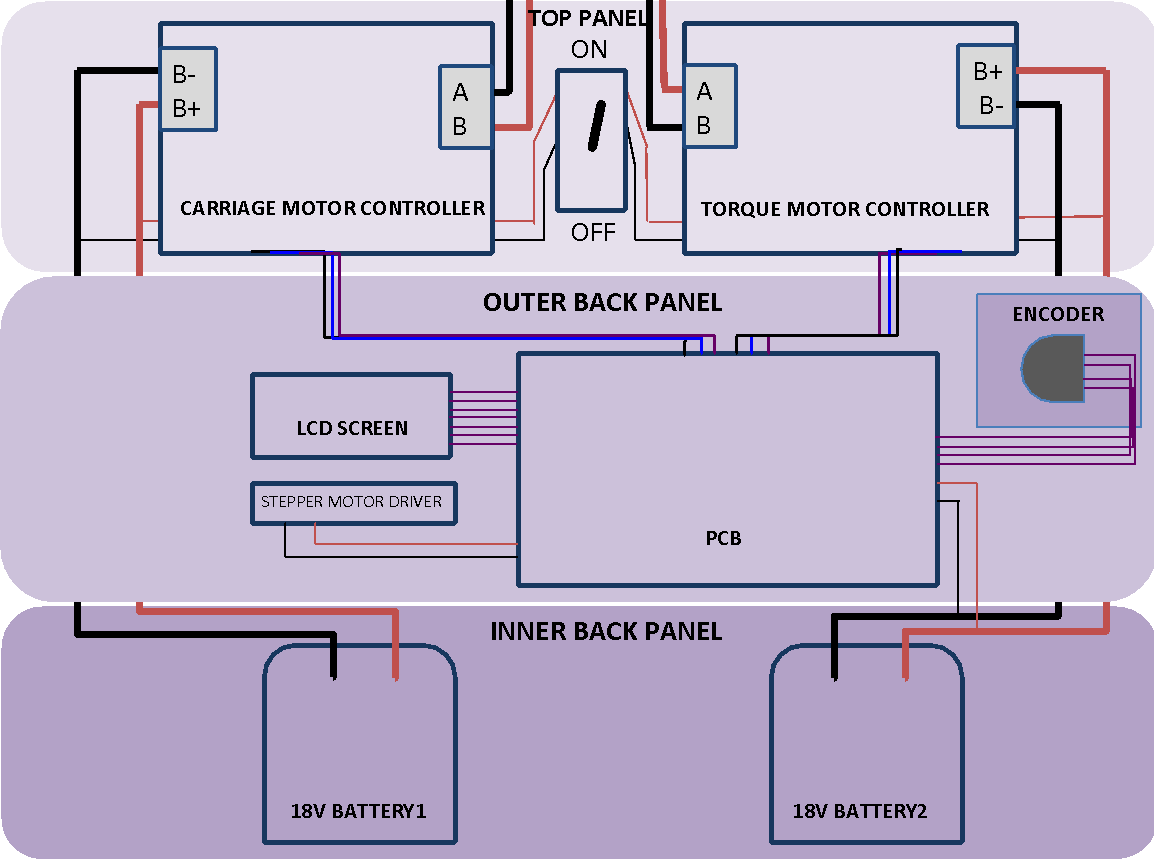 TOP PANEL
ON
B-
B+
A
B
A
B
B+
B-
CARRIAGE MOTOR CONTROLLER
TORQUE MOTOR CONTROLLER
OFF
OUTER BACK PANEL
ENCODER
LCD SCREEN
STEPPER MOTOR DRIVER
PCB
INNER BACK PANEL
18V BATTERY1
18V BATTERY2